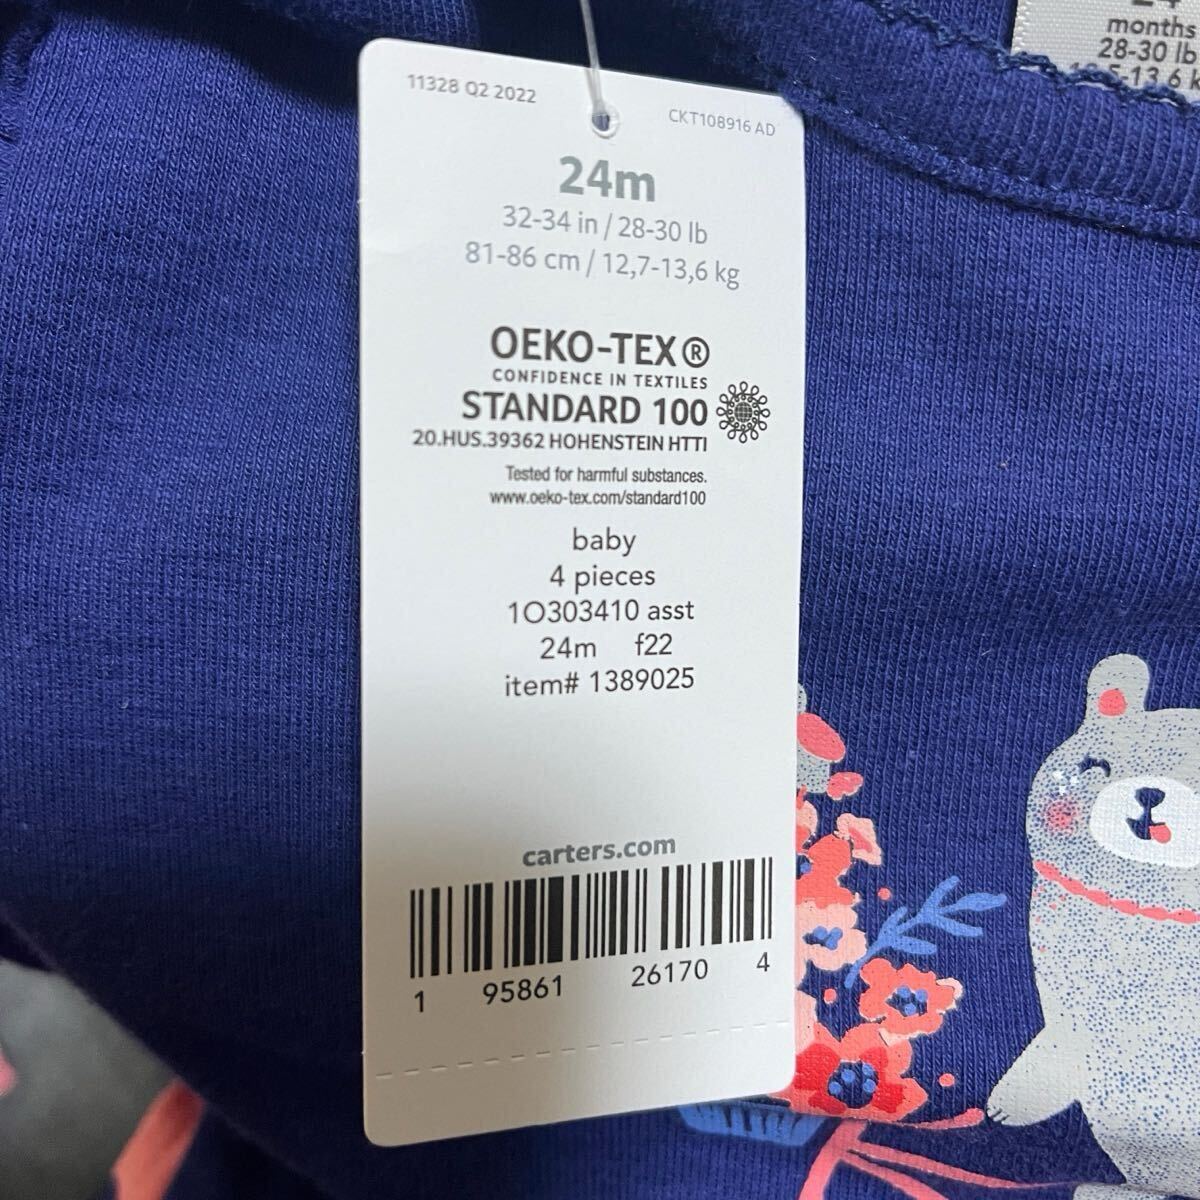 11328 Q2 2022
CKT108916 AD
24m
32-34 in / 28-30 lb
81-86 cm / 12,7-13,6 kg
OEKO-TEX®
CONFIDENCE IN TEXTILES
STANDARD 100
20.HUS.39362 HOHENSTEIN HTTI
Tested for harmful substances.
www.oeko-tex.com/standard100
baby
4 pieces
1O303410 asst
24m f22
item# 1389025
carters.com
1 95861 26170 4
months
28-30 lb